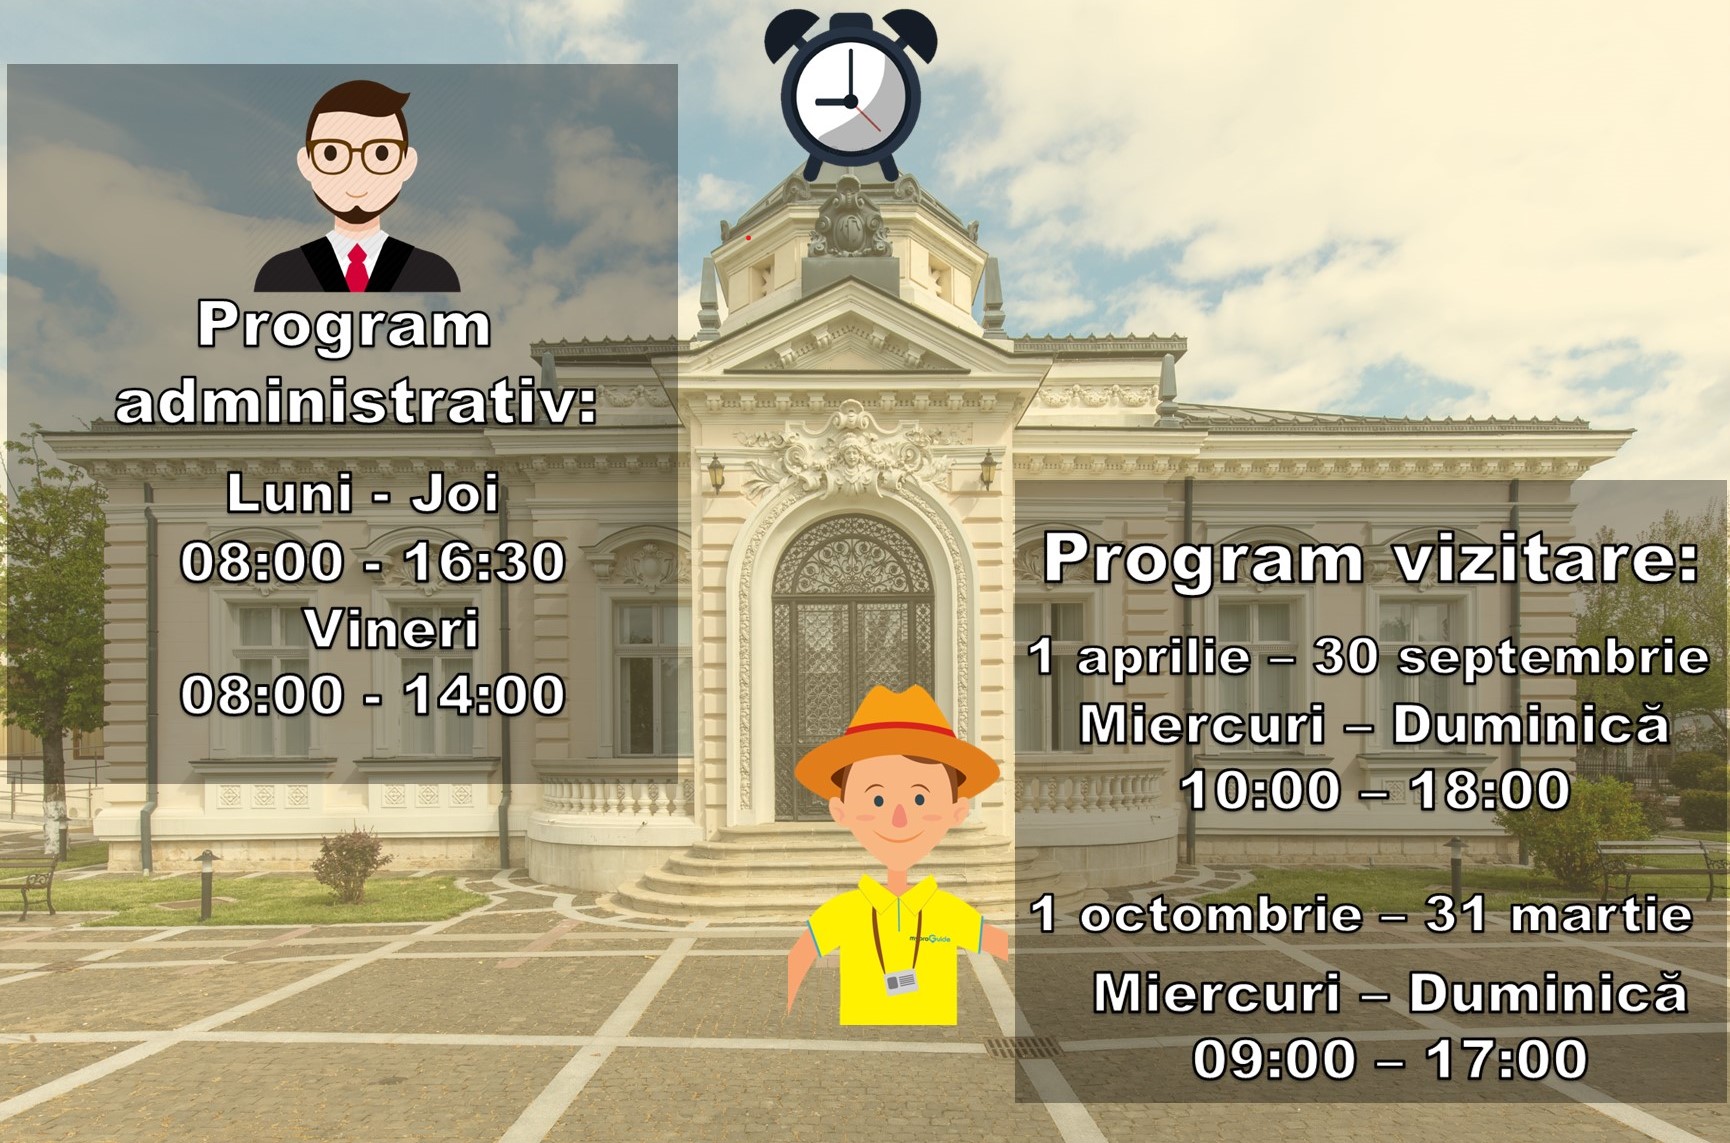 Program
administrativ:
Luni - Joi
08:00 - 16:30
Vineri
08:00 - 14:00
Program vizitare:
1 aprilie – 30 septembrie
Miercuri – Duminică
10:00 – 18:00
1 octombrie – 31 martie
Miercuri – Duminică
09:00 – 17:00